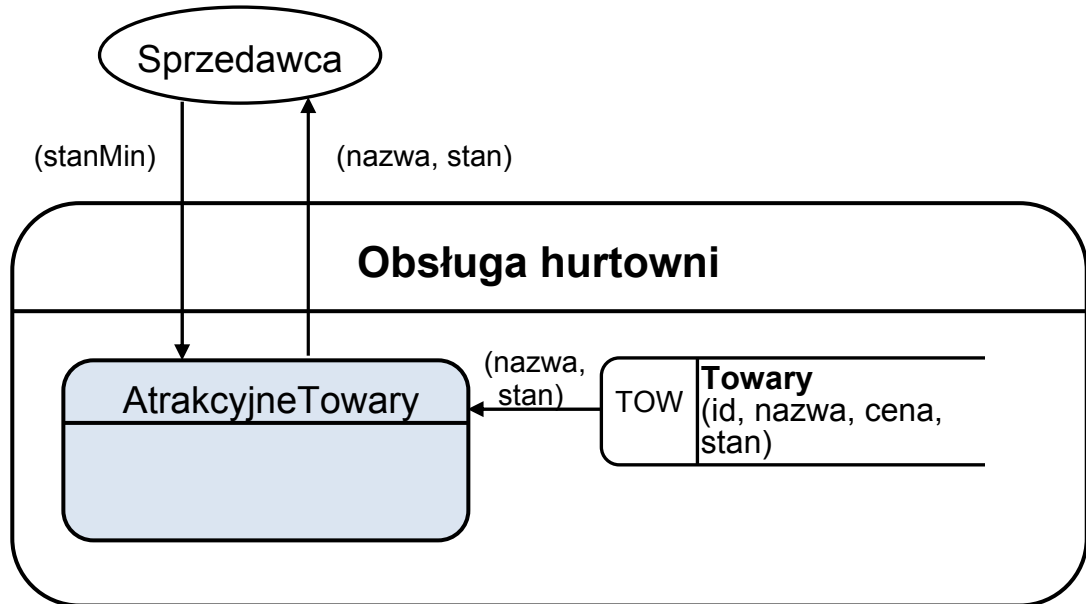 Sprzedawca
(stanMin)
(nazwa, stan)
Obsługa hurtowni
AtrakcyjneTowary
(nazwa,
stan)
TOW
Towary
(id, nazwa, cena,
stan)